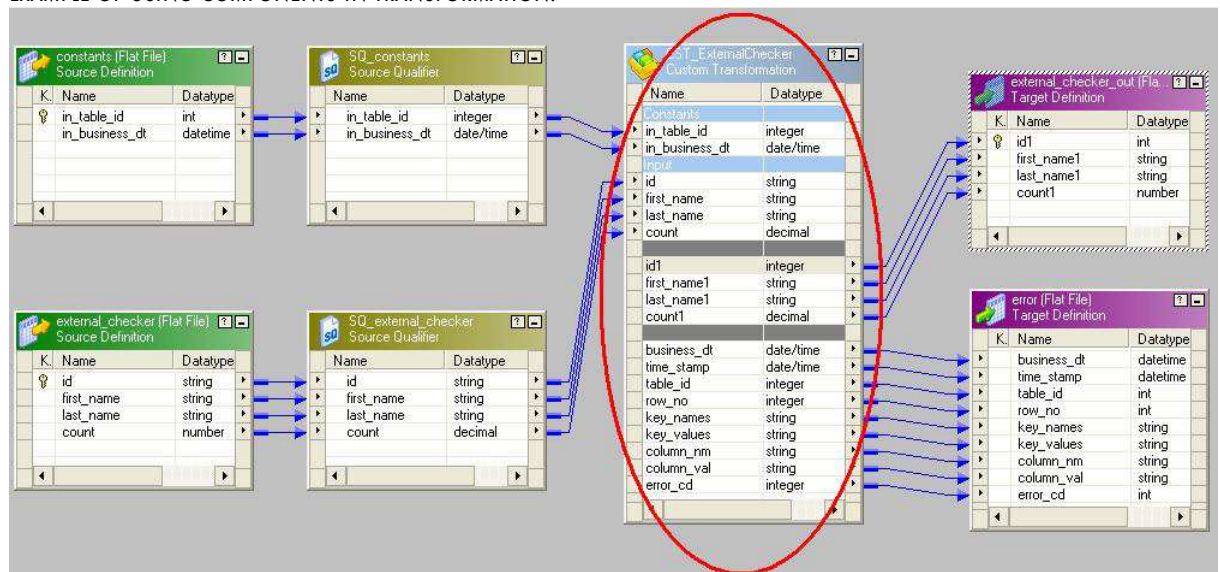 constants (Flat File)
Source Definition
K. Name Datatype
in_table_id int
in_business_dt datetime
SQ_constants
Source Qualifier
Name Datatype
in_table_id integer
in_business_dt date/time
external_checker (Flat File)
Source Definition
K. Name Datatype
id string
first_name string
last_name string
count number
SQ_external_checker
Source Qualifier
Name Datatype
id string
first_name string
last_name string
count decimal
CST_ExternalChecker
Custom Transformation
Name Datatype
Constants
in_table_id integer
in_business_dt date/time
Input
id string
first_name string
last_name string
count decimal
id1 integer
first_name1 string
last_name1 string
count1 decimal
business_dt date/time
time_stamp date/time
table_id integer
row_no integer
key_names string
key_values string
column_nm string
column_val string
error_cd integer
external_checker_out (Fla...
Target Definition
K. Name Datatype
id1 int
first_name1 string
last_name1 string
count1 number
error (Flat File)
Target Definition
K. Name Datatype
business_dt datetime
time_stamp datetime
table_id int
row_no int
key_names string
key_values string
column_nm string
column_val string
error_cd int